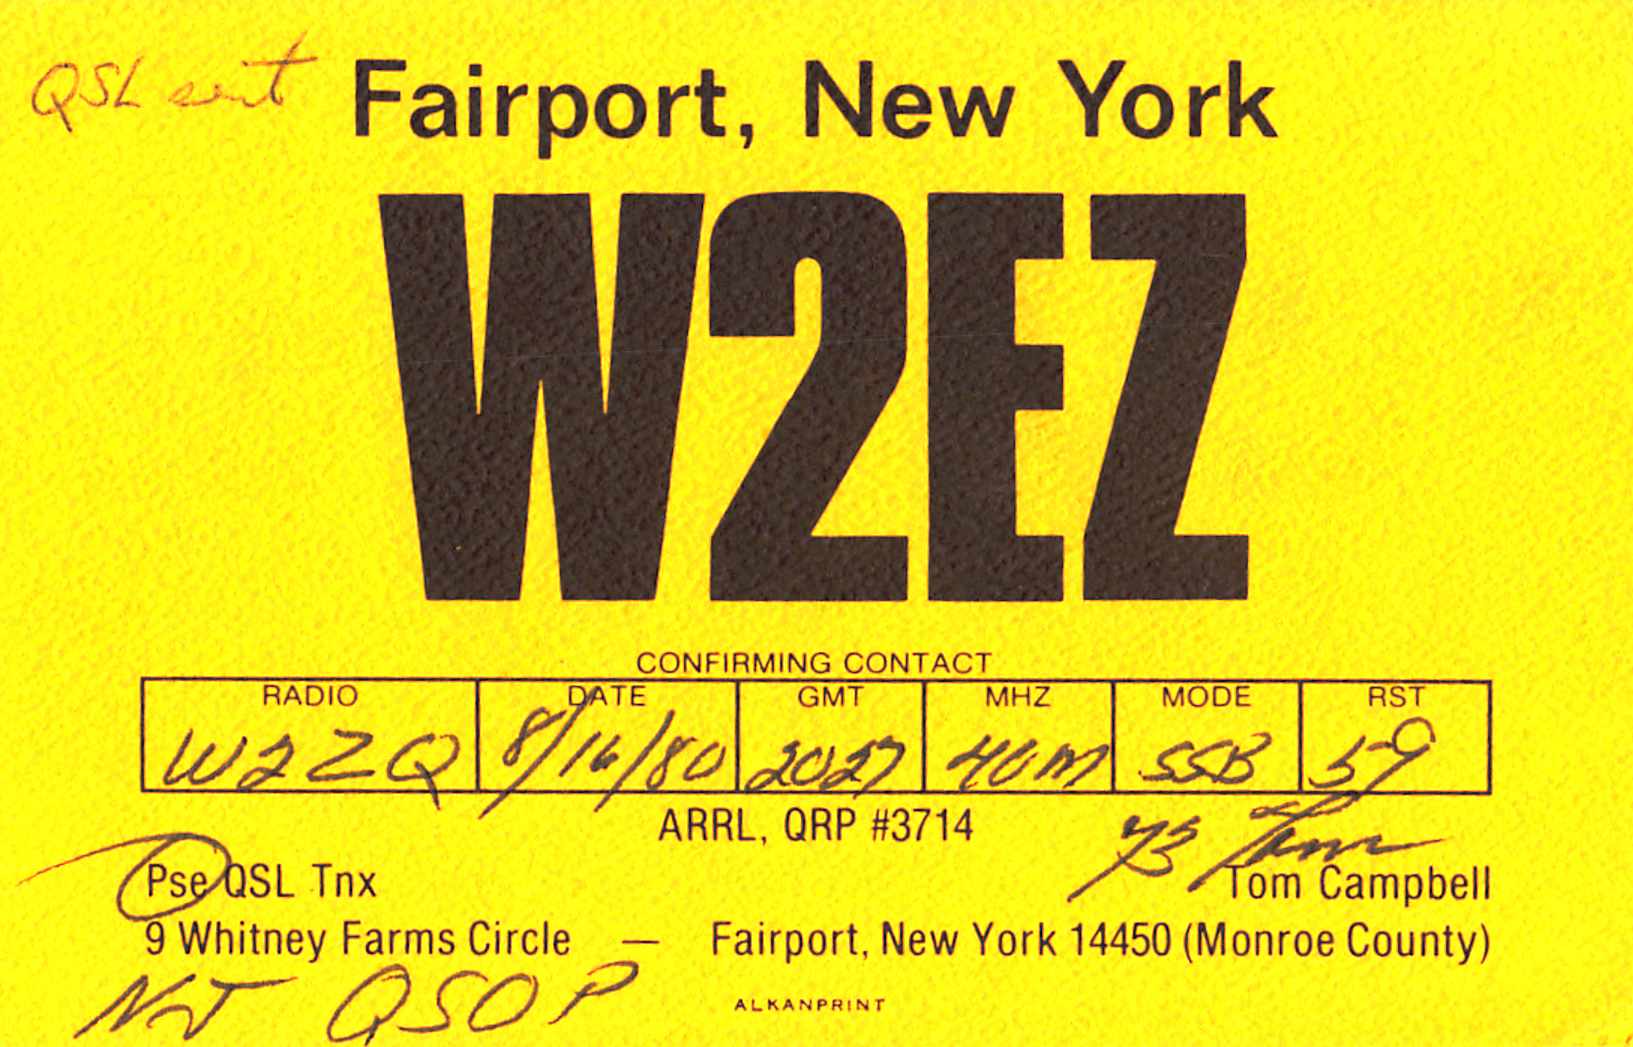 QSL sent
Fairport, New York
W2EZ
CONFIRMING CONTACT
RADIO DATE GMT MHZ MODE RST
W2ZQ 8/16/80 2027 40M SSB 59
ARRL, QRP #3714
73 Tom
Pse QSL Tnx Tom Campbell
9 Whitney Farms Circle — Fairport, New York 14450 (Monroe County)
QSO P
ALKANPRINT